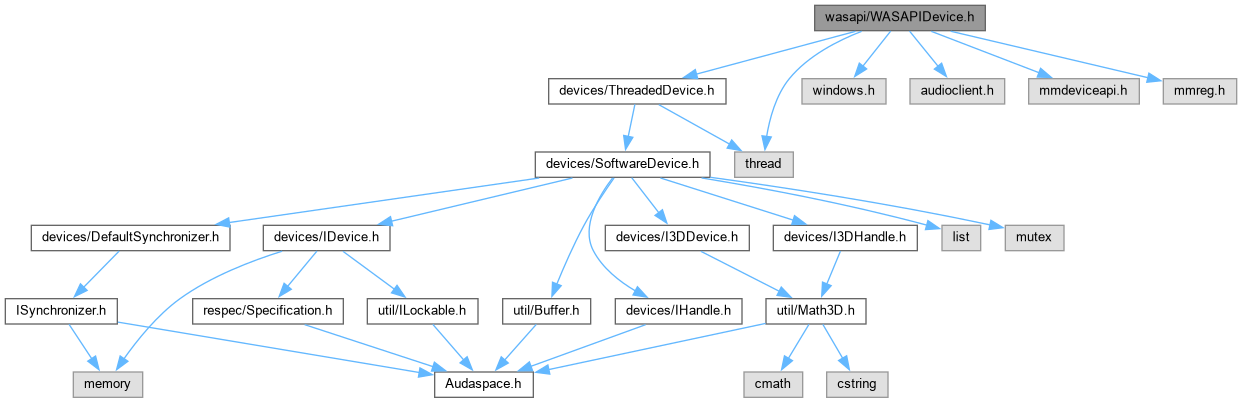 wasapi/WASAPIDevice.h
devices/ThreadedDevice.h
windows.h
audioclient.h
mmdeviceapi.h
mmreg.h
devices/SoftwareDevice.h
thread
devices/DefaultSynchronizer.h
devices/IDevice.h
devices/I3DDevice.h
devices/I3DHandle.h
list
mutex
ISynchronizer.h
respec/Specification.h
util/ILockable.h
util/Buffer.h
devices/IHandle.h
util/Math3D.h
memory
Audaspace.h
cmath
cstring